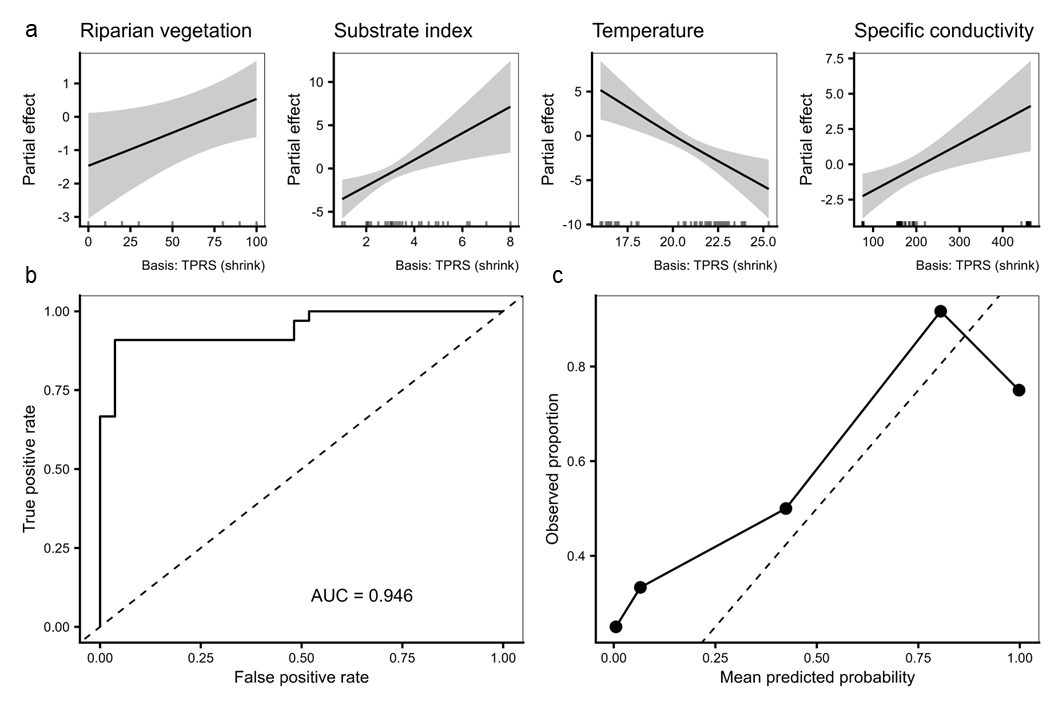 a
Riparian vegetation
Substrate index
Temperature
Specific conductivity
Partial effect
1
0
-1
-2
-3
0 25 50 75 100
Basis: TPRS (shrink)
Partial effect
10
5
0
-5
2 4 6 8
Basis: TPRS (shrink)
Partial effect
5
0
-5
-10
17.5 20.0 22.5 25.0
Basis: TPRS (shrink)
Partial effect
7.5
5.0
2.5
0.0
-2.5
100 200 300 400
Basis: TPRS (shrink)
b
True positive rate
1.00
0.75
0.50
0.25
0.00
AUC = 0.946
0.00 0.25 0.50 0.75 1.00
False positive rate
c
Observed proportion
0.8
0.6
0.4
0.00 0.25 0.50 0.75 1.00
Mean predicted probability